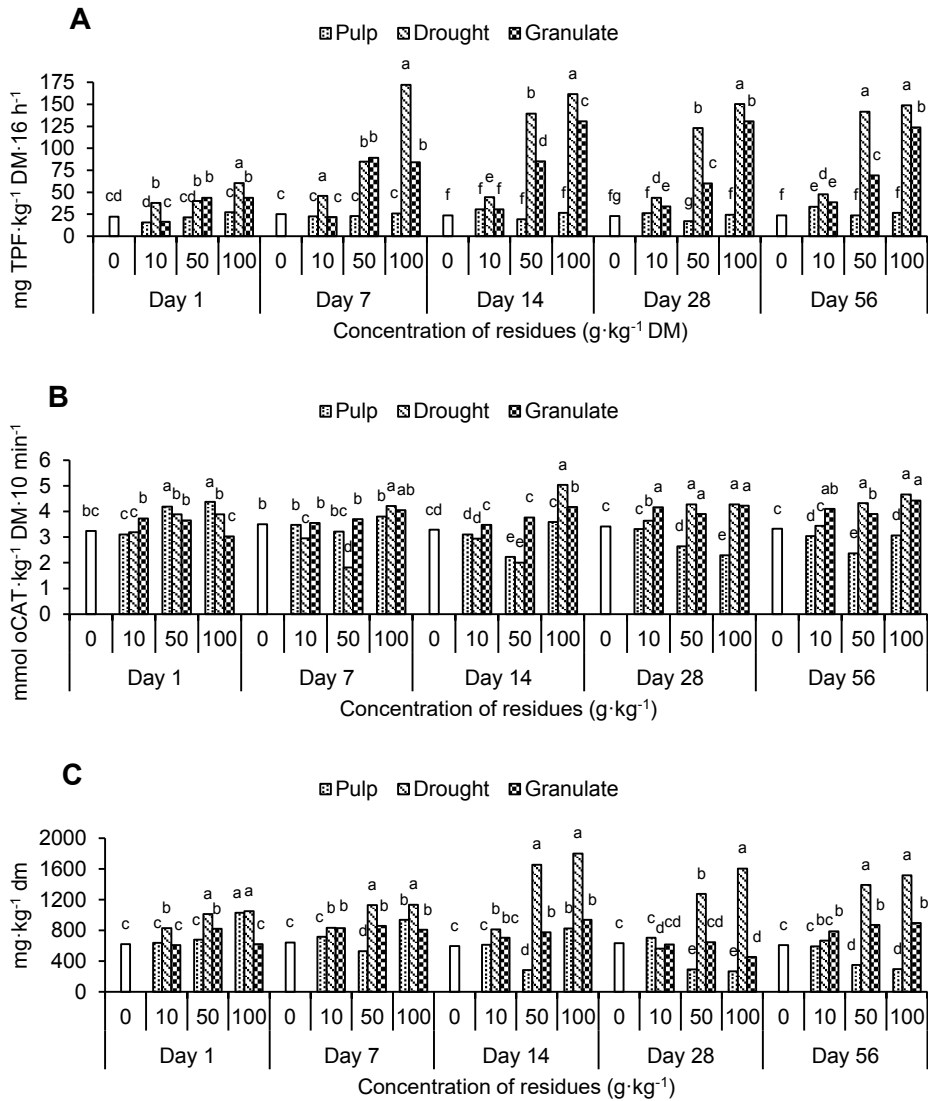 A
Pulp Drought Granulate
mg TPF·kg-1 DM·16 h-1
175
150
125
100
75
50
25
0
cd d b c cd b b c a b
c c a c c b b c a b
f f e f f b d f a c
fg f d e g b c f a b
f e d e f a c f a b
0 10 50 100 0 10 50 100 0 10 50 100 0 10 50 100 0 10 50 100
Day 1 Day 7 Day 14 Day 28 Day 56
Concentration of residues (g·kg-1 DM)
B
Pulp Drought Granulate
mmol oCAT·kg-1 DM·10 min-1
6
5
4
3
2
1
0
bc c c b a b b a b c
b b c b b d b b a ab
cd d d c e e c a b
c c b a d a a e a a
c d c ab e a b d a a
0 10 50 100 0 10 50 100 0 10 50 100 0 10 50 100 0 10 50 100
Day 1 Day 7 Day 14 Day 28 Day 56
Concentration of residues (g·kg-1)
C
Pulp Drought Granulate
mg·kg-1 dm
2000
1600
1200
800
400
0
c c b c c a b a a c
c c b b d a b b a b
c c b bc d a b b a b
c c d cd e b cd e a d
c c bc b d a b d a b
0 10 50 100 0 10 50 100 0 10 50 100 0 10 50 100 0 10 50 100
Day 1 Day 7 Day 14 Day 28 Day 56
Concentration of residues (g·kg-1)